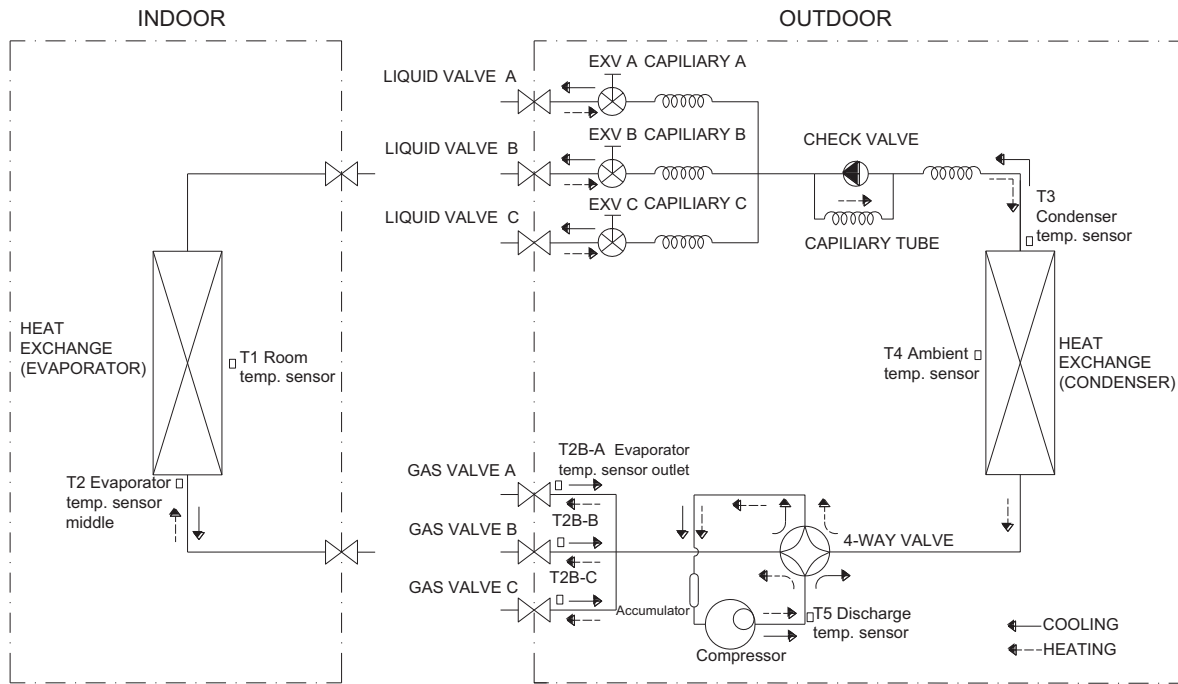 INDOOR
OUTDOOR
LIQUID VALVE A
EXV A CAPILIARY A
LIQUID VALVE B
EXV B CAPILIARY B
LIQUID VALVE C
EXV C CAPILIARY C
CHECK VALVE
CAPILIARY TUBE
T3
Condenser
temp. sensor
HEAT
EXCHANGE
(EVAPORATOR)
T1 Room
temp. sensor
T4 Ambient
temp. sensor
HEAT
EXCHANGE
(CONDENSER)
T2 Evaporator
temp. sensor
middle
GAS VALVE A
T2B-A Evaporator
temp. sensor outlet
GAS VALVE B
T2B-B
GAS VALVE C
T2B-C
4-WAY VALVE
Accumulator
Compressor
T5 Discharge
temp. sensor
COOLING
HEATING